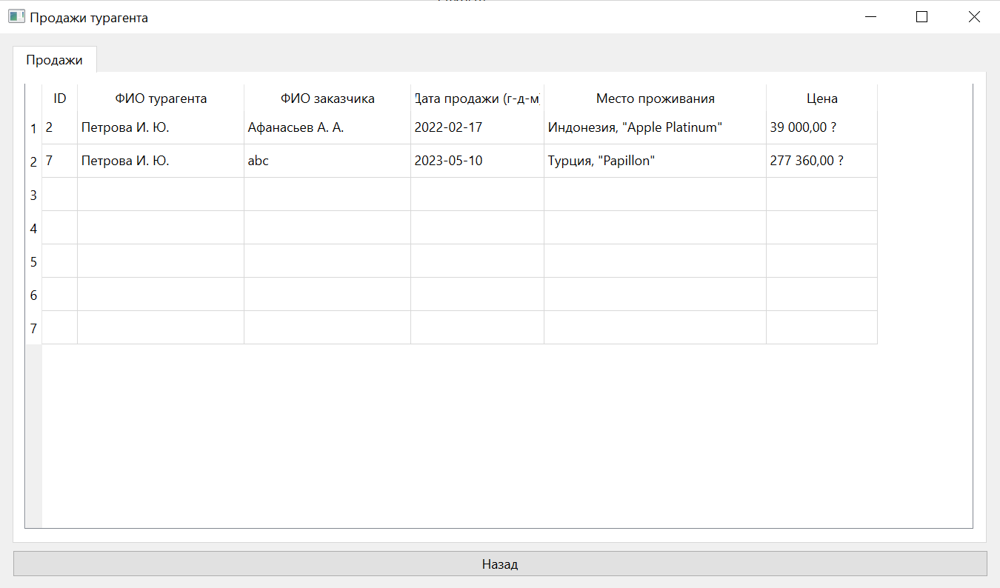 Продажи турагента
Продажи
ID ФИО турагента ФИО заказчика Дата продажи (г-д-м) Место проживания Цена
1 2 Петрова И. Ю. Афанасьев А. А. 2022-02-17 Индонезия, "Apple Platinum" 39 000,00 ?
2 7 Петрова И. Ю. abc 2023-05-10 Турция, "Papillon" 277 360,00 ?
3
4
5
6
7
Назад